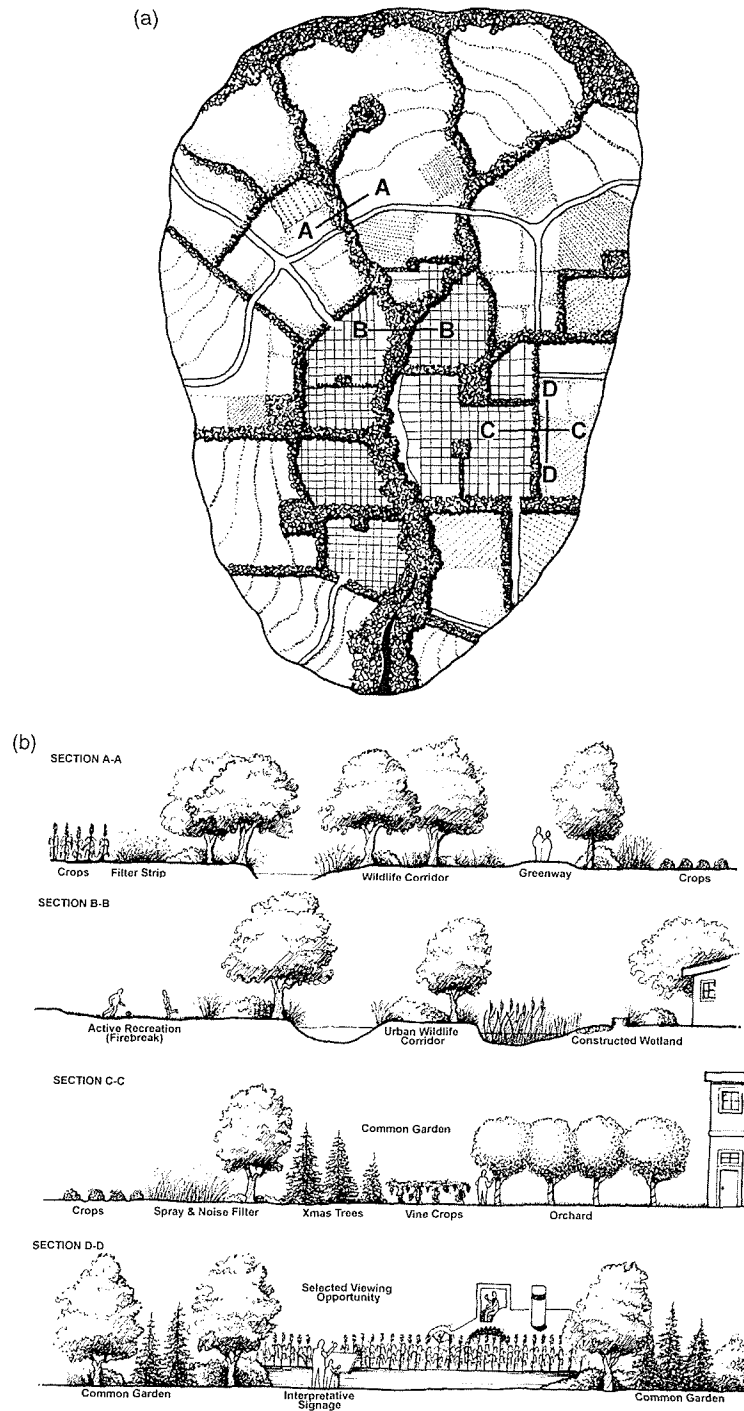 (a)
A
A
B
B
D
C
C
D
(b)
SECTION A-A
Crops
Filter Strip
Wildlife Corridor
Greenway
Crops
SECTION B-B
Active Recreation
(Firebreak)
Urban Wildlife
Corridor
Constructed Wetland
SECTION C-C
Common Garden
Crops
Spray & Noise Filter
Xmas Trees
Vine Crops
Orchard
SECTION D-D
Selected Viewing
Opportunity
Common Garden
Interpretative
Signage
Common Garden